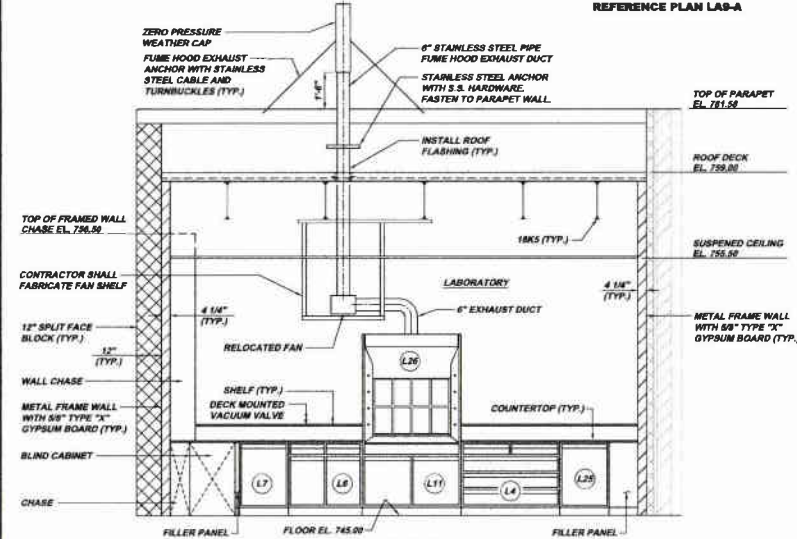 REFERENCE PLAN LA9-A
ZERO PRESSURE
WEATHER CAP
FUME HOOD EXHAUST
ANCHOR WITH STAINLESS
STEEL CABLE AND
TURNBUCKLES (TYP.)
6" STAINLESS STEEL PIPE
FUME HOOD EXHAUST DUCT
STAINLESS STEEL ANCHOR
WITH S.S. HARDWARE.
FASTEN TO PARAPET WALL.
1'-6"
TOP OF PARAPET
EL. 761.50
INSTALL ROOF
FLASHING (TYP.)
ROOF DECK
EL. 759.00
TOP OF FRAMED WALL
CHASE EL. 756.50
18K5 (TYP.)
SUSPENED CEILING
EL. 755.50
CONTRACTOR SHALL
FABRICATE FAN SHELF
LABORATORY
4 1/4"
(TYP.)
4 1/4"
(TYP.)
6" EXHAUST DUCT
12" SPLIT FACE
BLOCK (TYP.)
METAL FRAME WALL
WITH 5/8" TYPE "X"
GYPSUM BOARD (TYP.)
RELOCATED FAN
12"
(TYP.)
L26
WALL CHASE
SHELF (TYP.)
DECK MOUNTED
VACUUM VALVE
COUNTERTOP (TYP.)
METAL FRAME WALL
WITH 5/8" TYPE "X"
GYPSUM BOARD (TYP.)
BLIND CABINET
L7
L6
L11
L4
L25
CHASE
FILLER PANEL
FLOOR EL. 745.00
FILLER PANEL